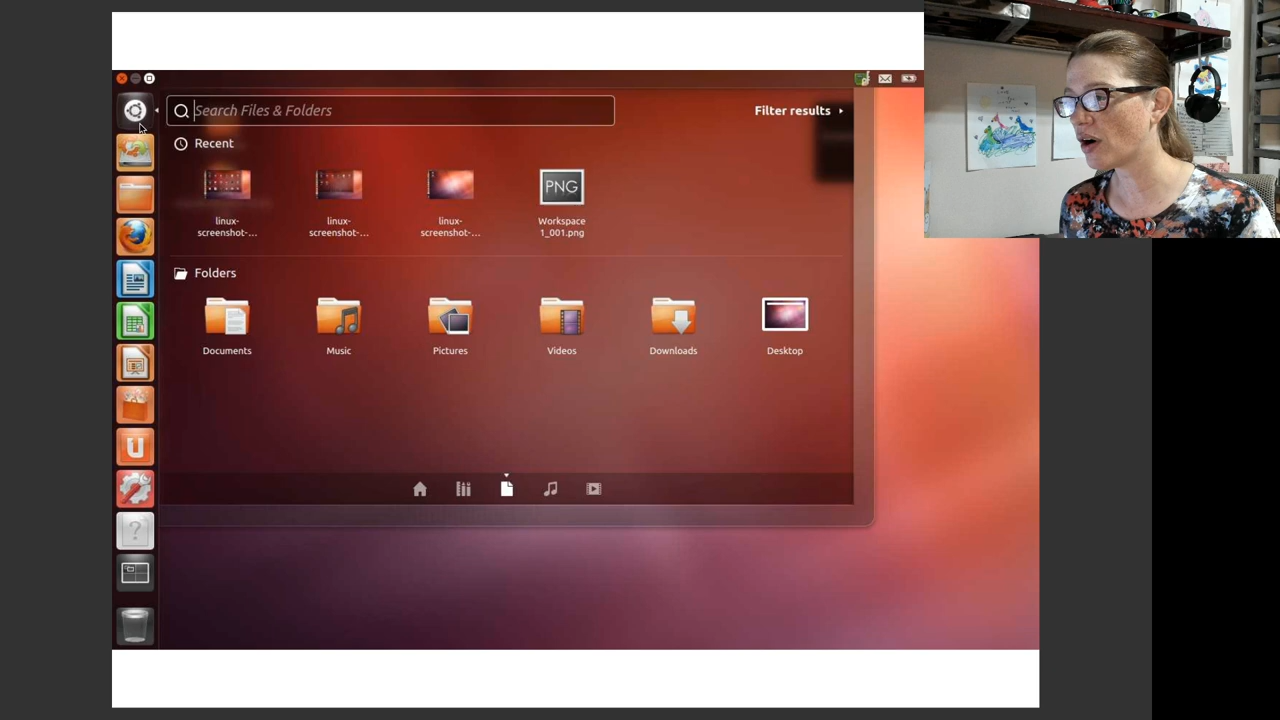 Search Files & Folders
Filter results
Recent
linux-
screenshot-...
linux-
screenshot-...
linux-
screenshot-...
PNG
Workspace
1_001.png
Folders
Documents
Music
Pictures
Videos
Downloads
Desktop
U
?